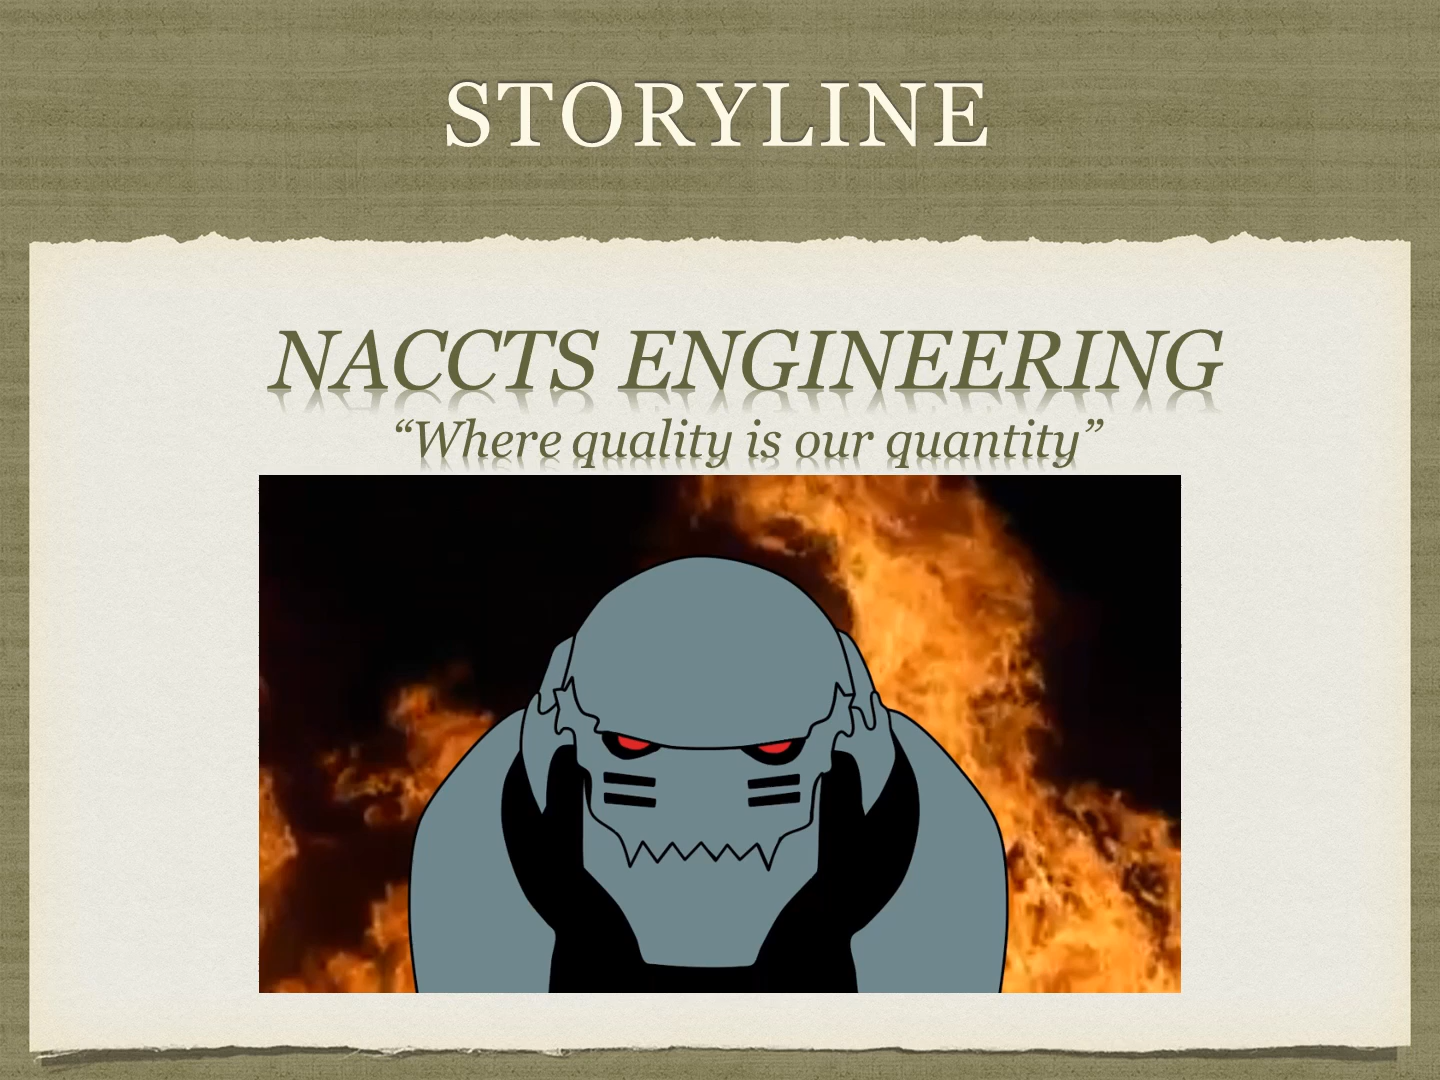 STORYLINE
NACCTS ENGINEERING
“Where quality is our quantity”